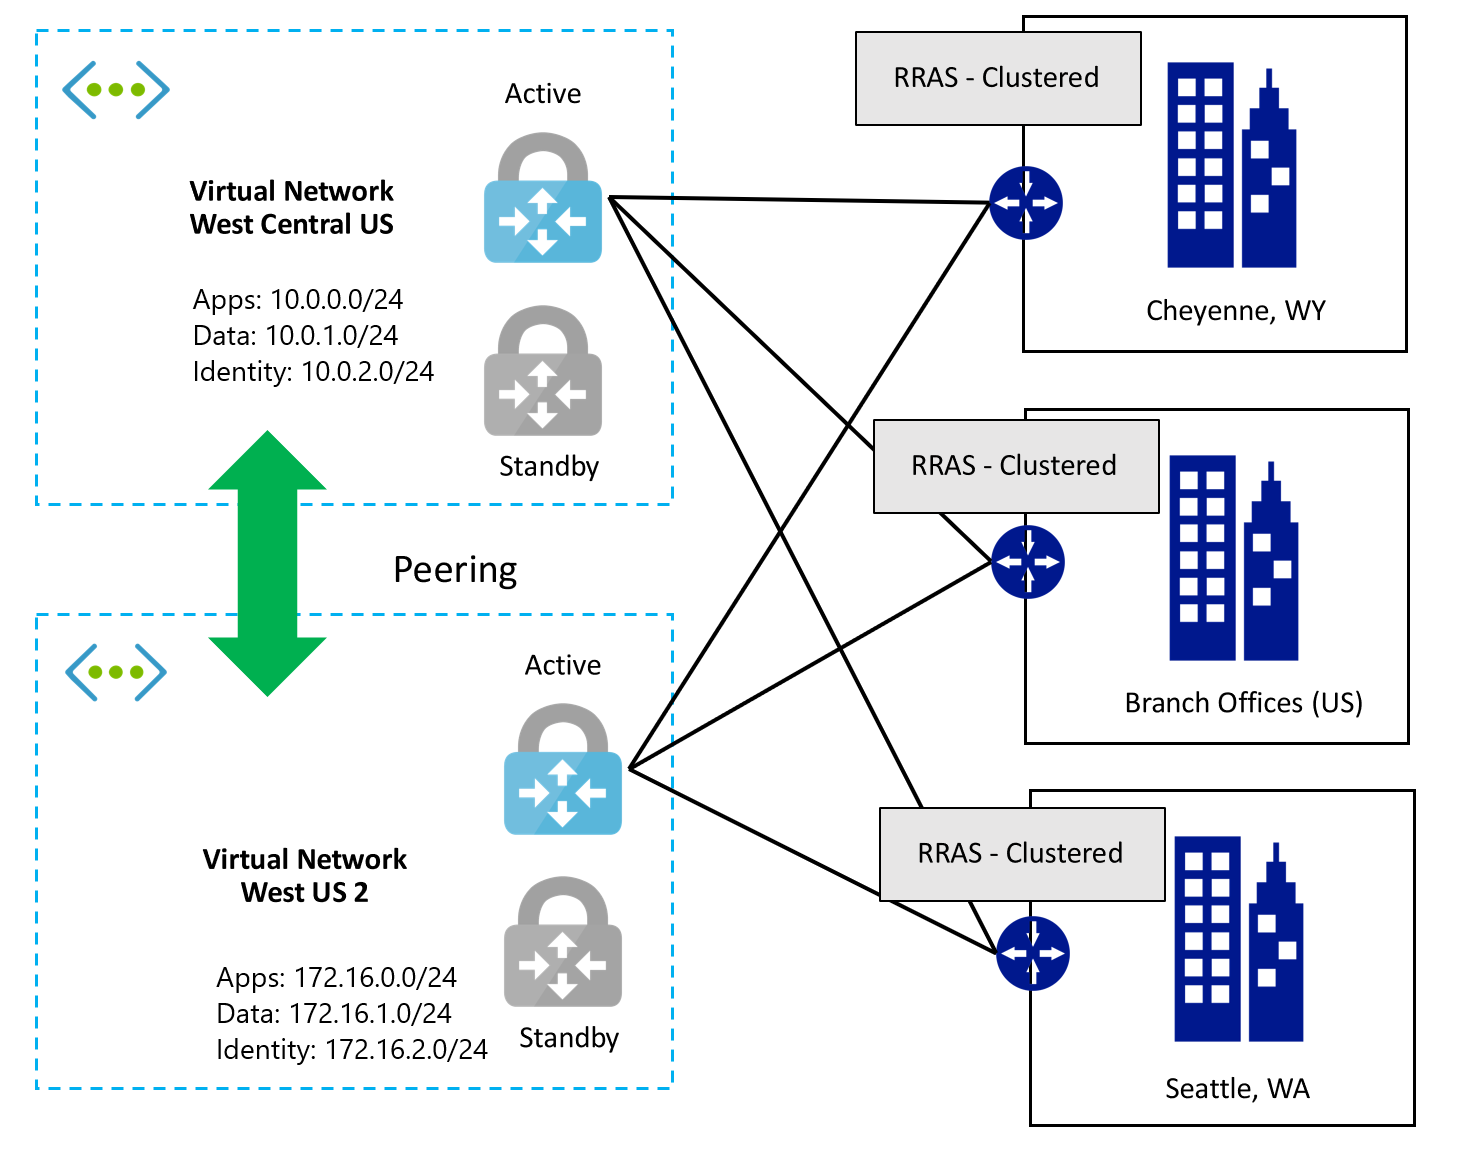 Active
Virtual Network
West Central US
Apps: 10.0.0.0/24
Data: 10.0.1.0/24
Identity: 10.0.2.0/24
Standby
Peering
Active
Virtual Network
West US 2
Apps: 172.16.0.0/24
Data: 172.16.1.0/24
Identity: 172.16.2.0/24
Standby
RRAS - Clustered
Cheyenne, WY
RRAS - Clustered
Branch Offices (US)
RRAS - Clustered
Seattle, WA